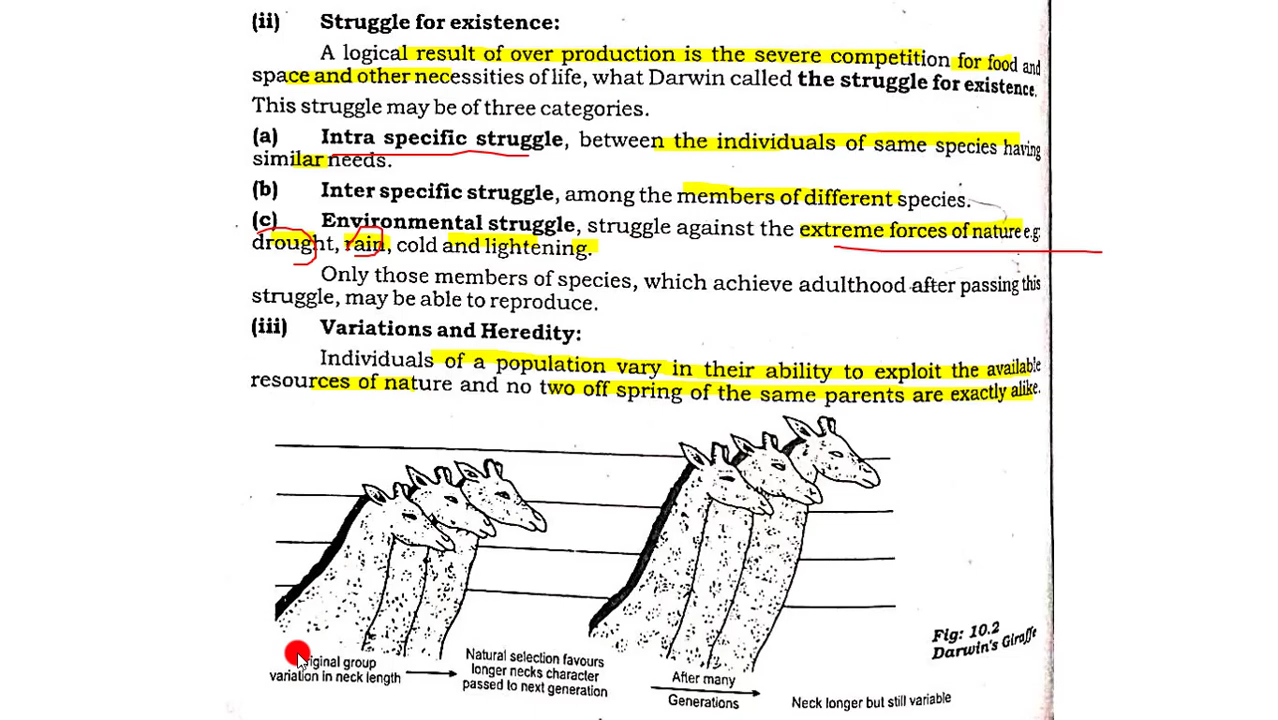 (ii) Struggle for existence:
A logical result of over production is the severe competition for food and
space and other necessities of life, what Darwin called the struggle for existence.
This struggle may be of three categories.
(a) Intra specific struggle, between the individuals of same species having
similar needs.
(b) Inter specific struggle, among the members of different species.
(c) Environmental struggle, struggle against the extreme forces of nature e.g:
drought, rain, cold and lightening.
Only those members of species, which achieve adulthood after passing this
struggle, may be able to reproduce.
(iii) Variations and Heredity:
Individuals of a population vary in their ability to exploit the available
resources of nature and no two off spring of the same parents are exactly alike.
Fig: 10.2
Darwin's Giraffe
group
variation in neck length
Natural selection favours
longer necks character
passed to next generation
After many
Generations
Neck longer but still variable